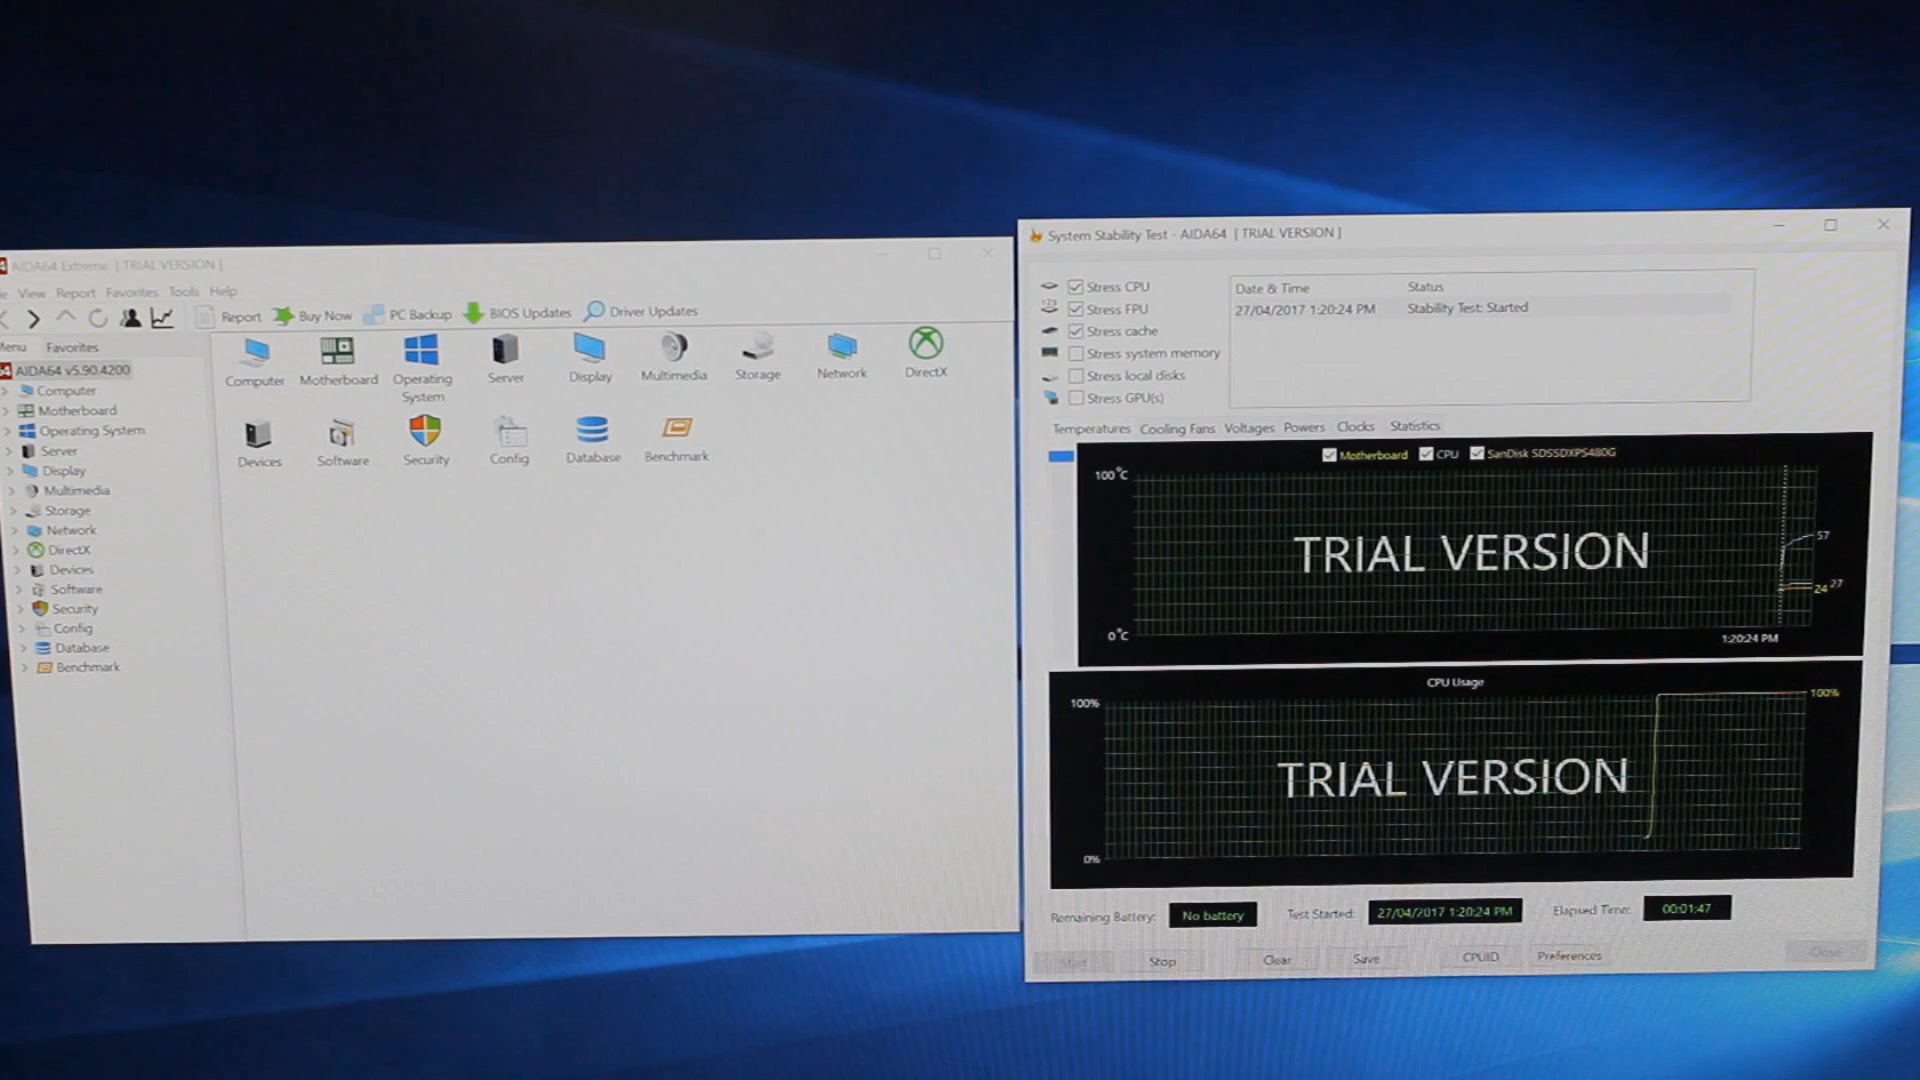 AIDA64 Extreme [ TRIAL VERSION ]
View Report Favorites Tools Help
Report Buy Now PC Backup BIOS Updates Driver Updates
Favorites
AIDA64 v5.90.4200
Computer
Motherboard
Operating System
Server
Display
Multimedia
Storage
Network
DirectX
Devices
Software
Security
Config
Database
Benchmark
Computer Motherboard Operating System Server Display Multimedia Storage Network DirectX
Devices Software Security Config Database Benchmark
System Stability Test - AIDA64 [ TRIAL VERSION ]
Stress CPU
Stress FPU
Stress cache
Stress system memory
Stress local disks
Stress GPU(s)
Date & Time Status
27/04/2017 1:20:24 PM Stability Test: Started
Temperatures Cooling Fans Voltages Powers Clocks Statistics
Motherboard CPU SanDisk SDSSDXPS480G
100°C
TRIAL VERSION
57
24 27
0°C
1:20:24 PM
CPU Usage
100% 100%
TRIAL VERSION
0%
Remaining Battery: No battery Test Started: 27/04/2017 1:20:24 PM Elapsed Time: 00:01:47
Start Stop Clear Save CPUID Preferences Close